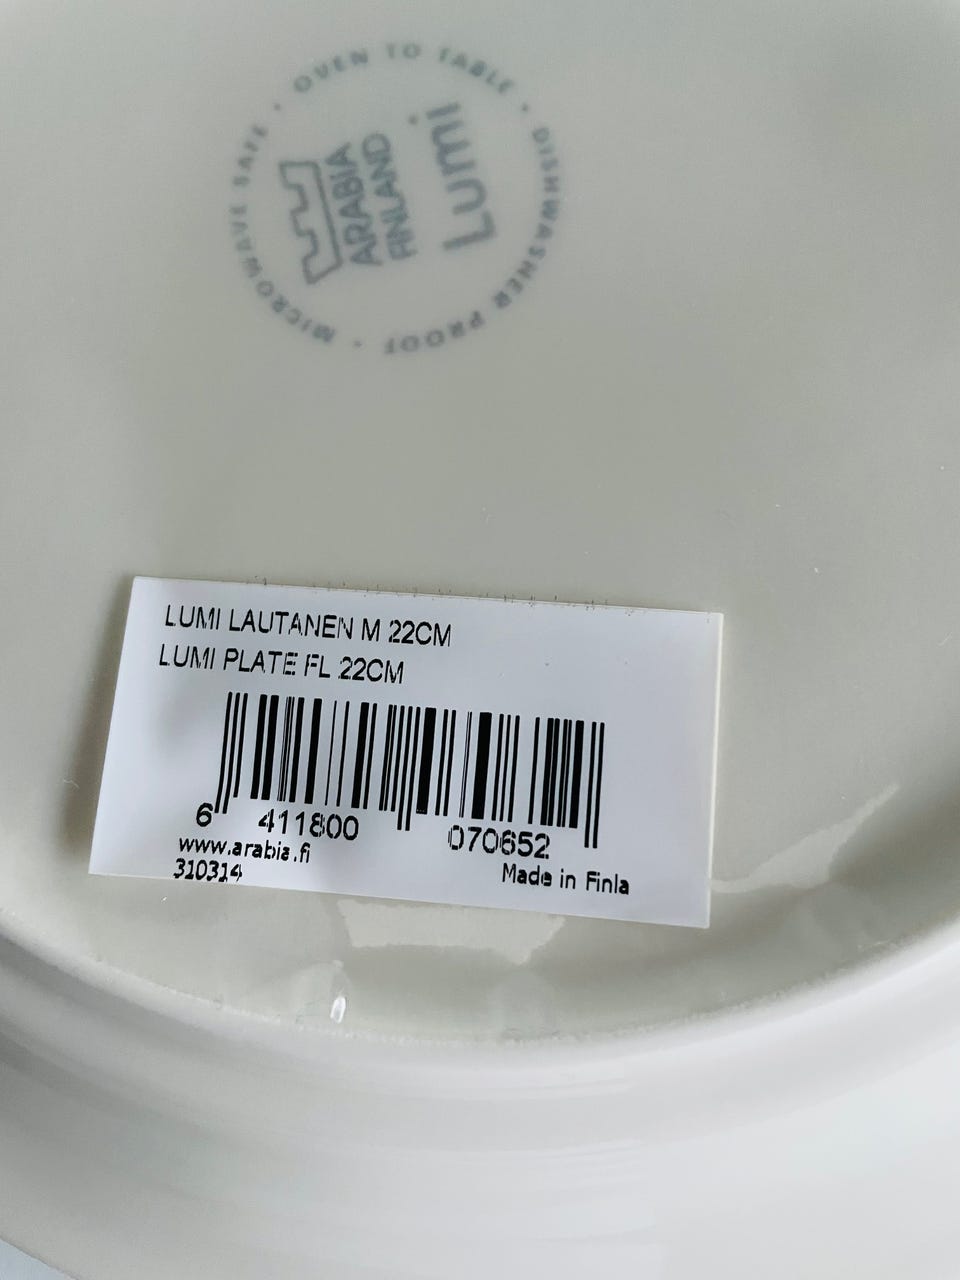 MICROWAVE SAFE • OVEN TO TABLE • DISHWASHER PROOF •
ARABIA
FINLAND
Lumi
LUMI LAUTANEN M 22CM
LUMI PLATE FL 22CM
6 411800 070652
www.arabia.fi
310314 Made in Finla